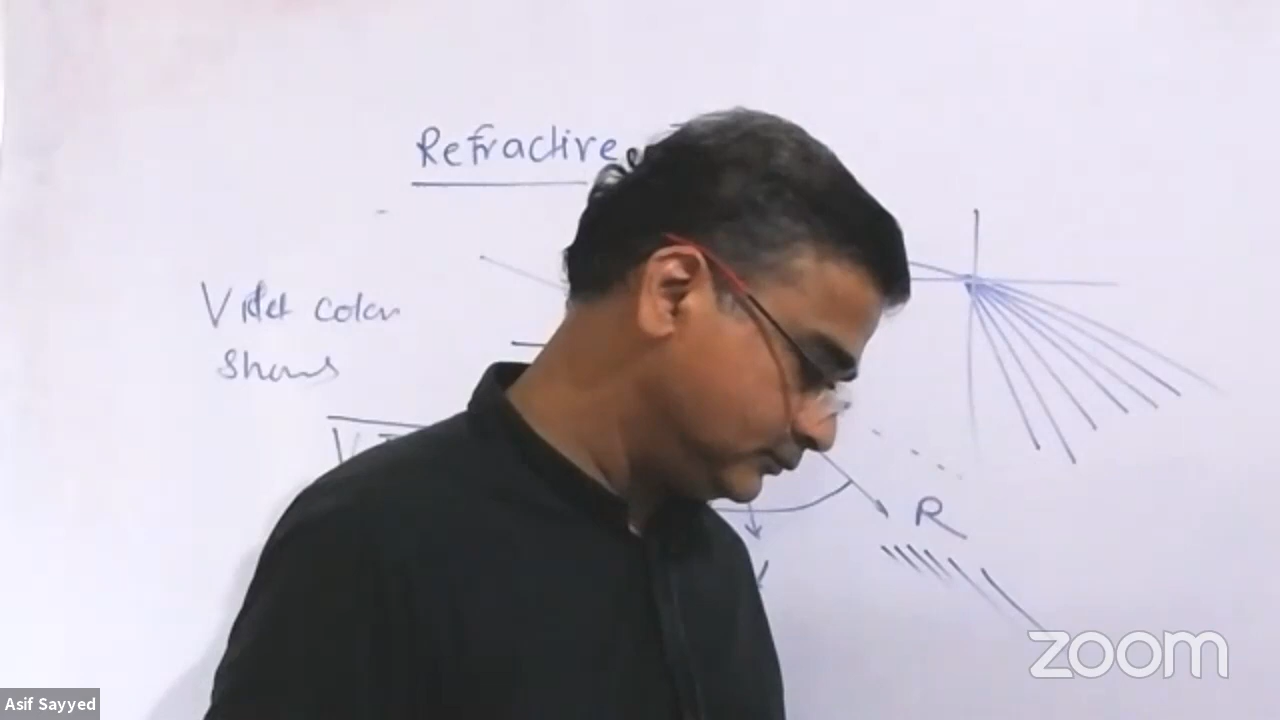 Refractive
Violet color
Shows
V
R
zoom
Asif Sayyed